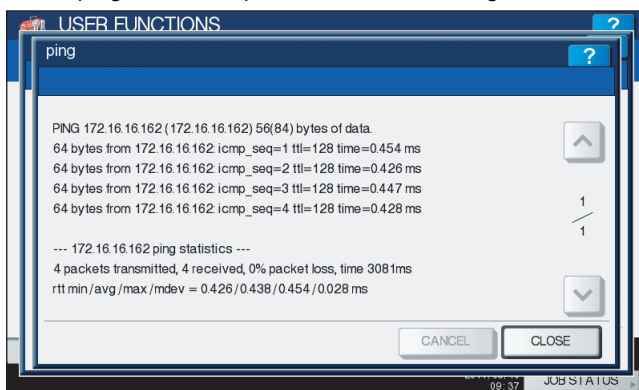 USER FUNCTIONS
?
ping
?
PING 172.16.16.162 (172.16.16.162) 56(84) bytes of data.
64 bytes from 172.16.16.162: icmp_seq=1 ttl=128 time=0.454 ms
64 bytes from 172.16.16.162: icmp_seq=2 ttl=128 time=0.426 ms
64 bytes from 172.16.16.162: icmp_seq=3 ttl=128 time=0.447 ms
64 bytes from 172.16.16.162: icmp_seq=4 ttl=128 time=0.428 ms
1
1
--- 172.16.16.162 ping statistics ---
4 packets transmitted, 4 received, 0% packet loss, time 3081ms
rtt min/avg/max/mdev = 0.426/0.438/0.454/0.028 ms
CANCEL
CLOSE
09:37
JOB STATUS